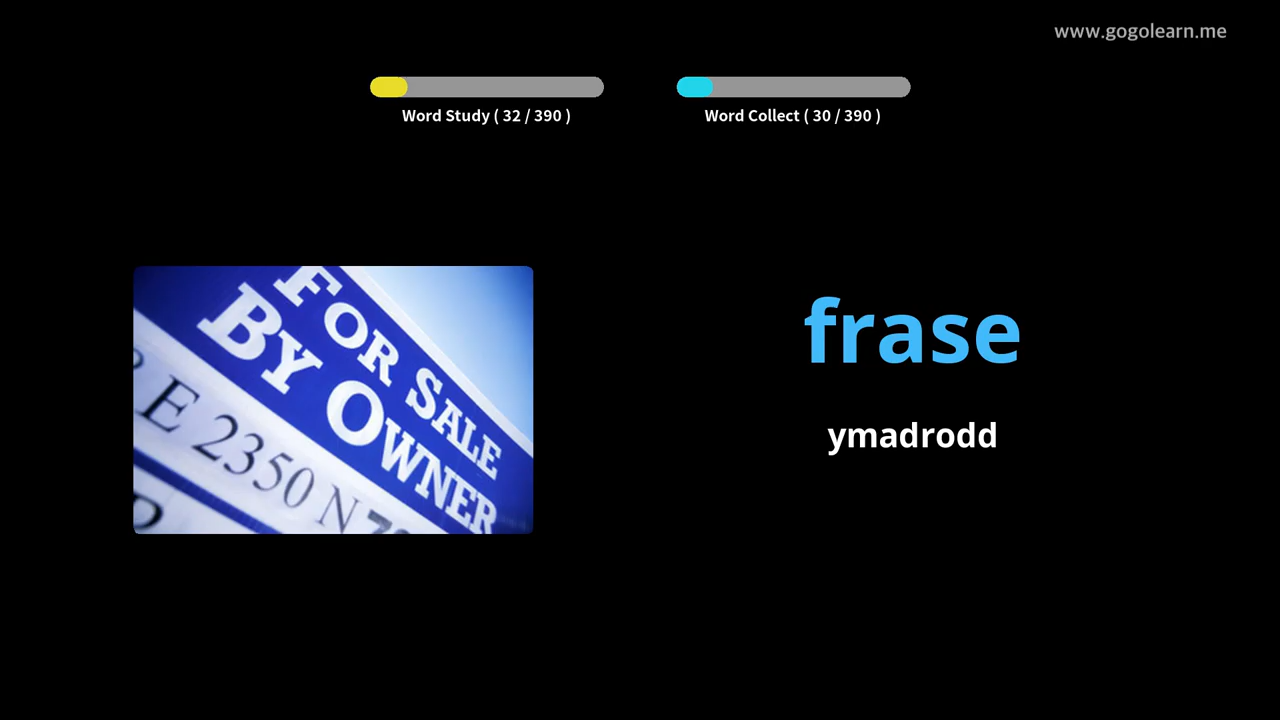 www.gogolearn.me
Word Study ( 32 / 390 )
Word Collect ( 30 / 390 )
FOR SALE
BY OWNER
E 2350 N
frase
ymadrodd